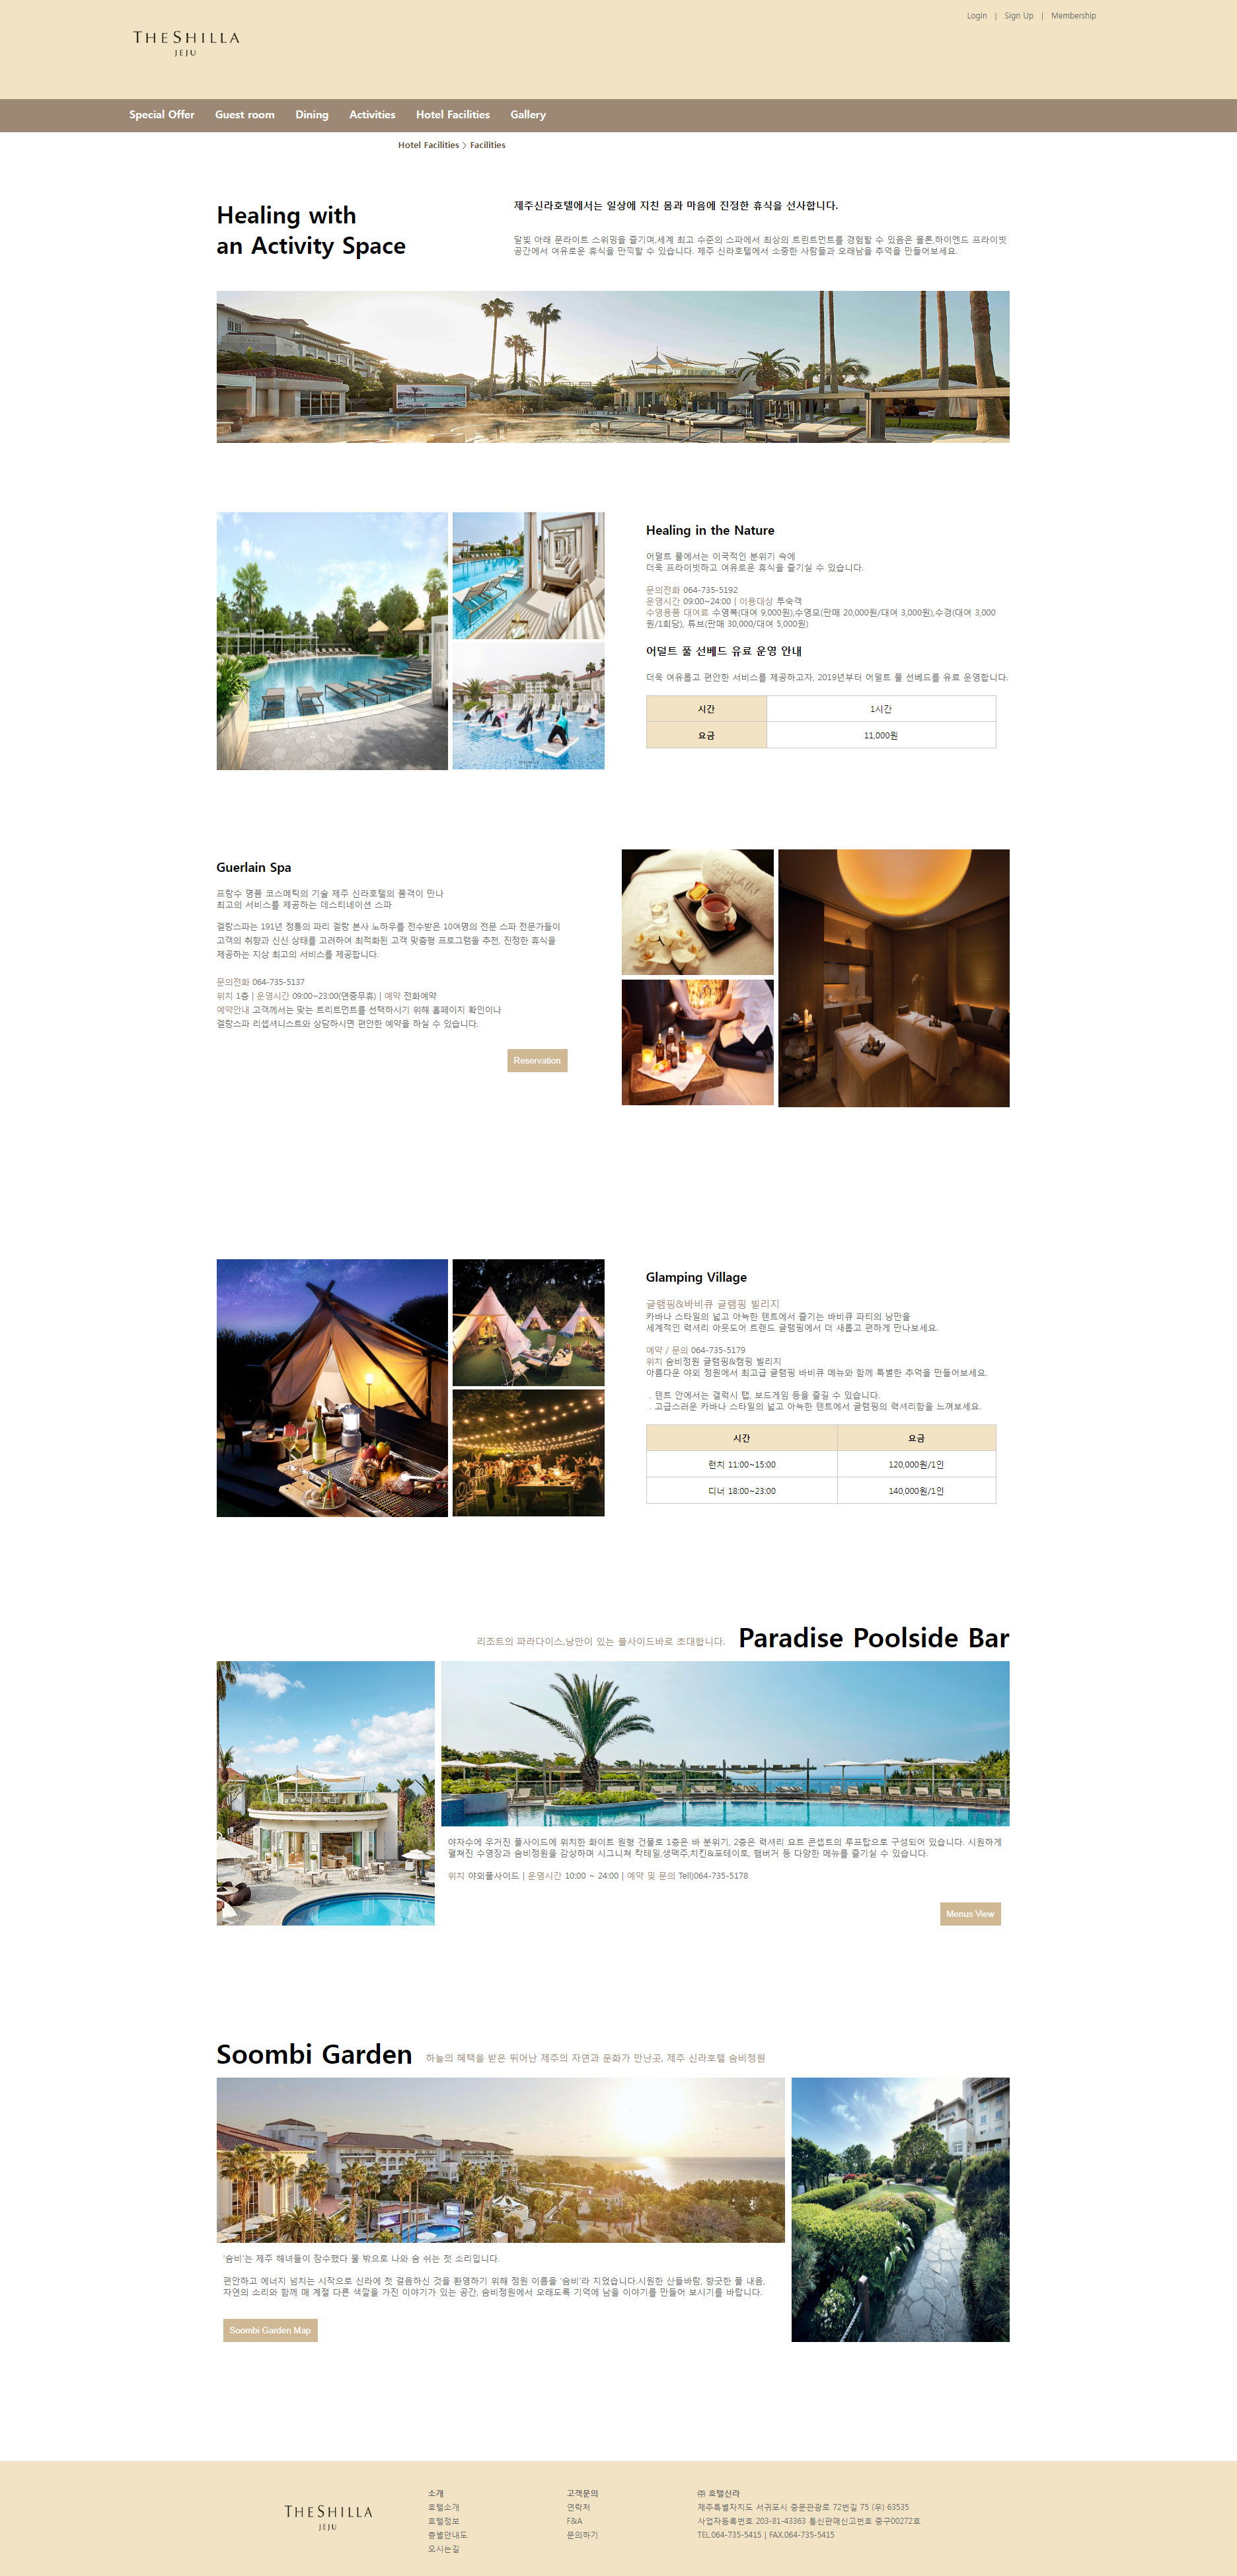 Login | Sign Up | Membership
THE SHILLA
JEJU
Special Offer Guest room Dining Activities Hotel Facilities Gallery
Hotel Facilities > Facilities
Healing with
an Activity Space
제주신라호텔에서는 일상에 지친 몸과 마음에 진정한 휴식을 선사합니다.
달빛 아래 문라이트 스위밍을 즐기며,세계 최고 수준의 스파에서 최상의 트린트먼트를 경험할 수 있음은 물론,하이엔드 프라이빗
공간에서 여유로운 휴식을 만끽할 수 있습니다. 제주 신라호텔에서 소중한 사람들과 오래남을 추억을 만들어보세요.
Healing in the Nature
어덜트 풀에서는 이국적인 분위기 속에
더욱 프라이빗하고 여유로운 휴식을 즐기실 수 있습니다.
문의전화 064-735-5192
운영시간 09:00~24:00 | 이용대상 투숙객
수영용품 대여료 수영복(대여 9,000원),수영모(판매 20,000원/대여 3,000원),수경(대여 3,000
원/1회당), 튜브(판매 30,000/대여 5,000원)
어덜트 풀 선베드 유료 운영 안내
더욱 여유롭고 편안한 서비스를 제공하고자, 2019년부터 어덜트 풀 선베드를 유료 운영합니다.
시간 1시간
요금 11,000원
Guerlain Spa
프랑수 명품 코스메틱의 기술 제주 신라호텔의 품격이 만나
최고의 서비스를 제공하는 데스티네이션 스파
겔랑스파는 191년 정통의 파리 겔랑 본사 노하우를 전수받은 10여명의 전문 스파 전문가들이
고객의 취향과 신신 상태를 고려하여 최적화된 고객 맞춤형 프로그램을 추천, 진정한 휴식을
제공하는 지상 최고의 서비스를 제공합니다.
문의전화 064-735-5137
위치 1층 | 운영시간 09:00~23:00(연중무휴) | 예약 전화예약
예약안내 고객께서는 맞는 트리트먼트를 선택하시기 위해 홈페이지 확인이나
겔랑스파 리셉셔니스트와 상담하시면 편안한 예약을 하실 수 있습니다.
Reservation
Glamping Village
글램핑&바비큐 글램핑 빌리지
카바나 스타일의 넓고 아늑한 텐트에서 즐기는 바비큐 파티의 낭만을
세계적인 럭셔리 아웃도어 트랜드 글램핑에서 더 새롭고 편하게 만나보세요.
예약 / 문의 064-735-5179
위치 숨비정원 글램핑&캠핑 빌리지
아름다운 야외 정원에서 최고급 글램핑 바비큐 메뉴와 함께 특별한 추억을 만들어보세요.
. 텐트 안에서는 갤럭시 탭, 보드게임 등을 즐길 수 있습니다.
. 고급스러운 카바나 스타일의 넓고 아늑한 텐트에서 글램핑의 럭셔리함을 느껴보세요.
시간 요금
런치 11:00~15:00 120,000원/1인
디너 18:00~23:00 140,000원/1인
리조트의 파라다이스,낭만이 있는 풀사이드바로 초대합니다. Paradise Poolside Bar
야자수에 우거진 풀사이드에 위치한 화이트 원형 건물로 1층은 바 분위기, 2층은 력셔리 요트 콘셉트의 루프탑으로 구성되어 있습니다. 시원하게
펼쳐진 수영장과 숨비정원을 감상하며 시그니쳐 칵테일,생맥주,치킨&포테이토, 햄버거 등 다양한 메뉴를 즐기실 수 있습니다.
위치 야외풀사이드 | 운영시간 10:00 ~ 24:00 | 예약 및 문의 Tell)064-735-5178
Menus View
Soombi Garden 하늘의 혜택을 받은 뛰어난 제주의 자연과 문화가 만난곳, 제주 신라호텔 숨비정원
'숨비'는 제주 해녀들이 잠수했다 물 밖으로 나와 숨 쉬는 첫 소리입니다.
편안하고 에너지 넘치는 시작으로 신라에 첫 걸음하신 것을 환영하기 위해 정원 이름을 '숨비'라 지었습니다.시원한 산들바람, 향긋한 풀 내음,
자연의 소리와 함께 매 계절 다른 색깔을 가진 이야기가 있는 공간, 숨비정원에서 오래도록 기억에 남을 이야기를 만들어 보시기를 바랍니다.
Soombi Garden Map
THE SHILLA
JEJU
소개
호텔소개
호텔정보
층별안내도
오시는길
고객문의
연락처
F&A
문의하기
㈜ 호텔신라
제주특별자치도 서귀포시 중문관광로 72번길 75 (우) 63535
사업자등록번호 203-81-43363 통신판매신고번호 중구00272호
TEL.064-735-5415 | FAX.064-735-5415